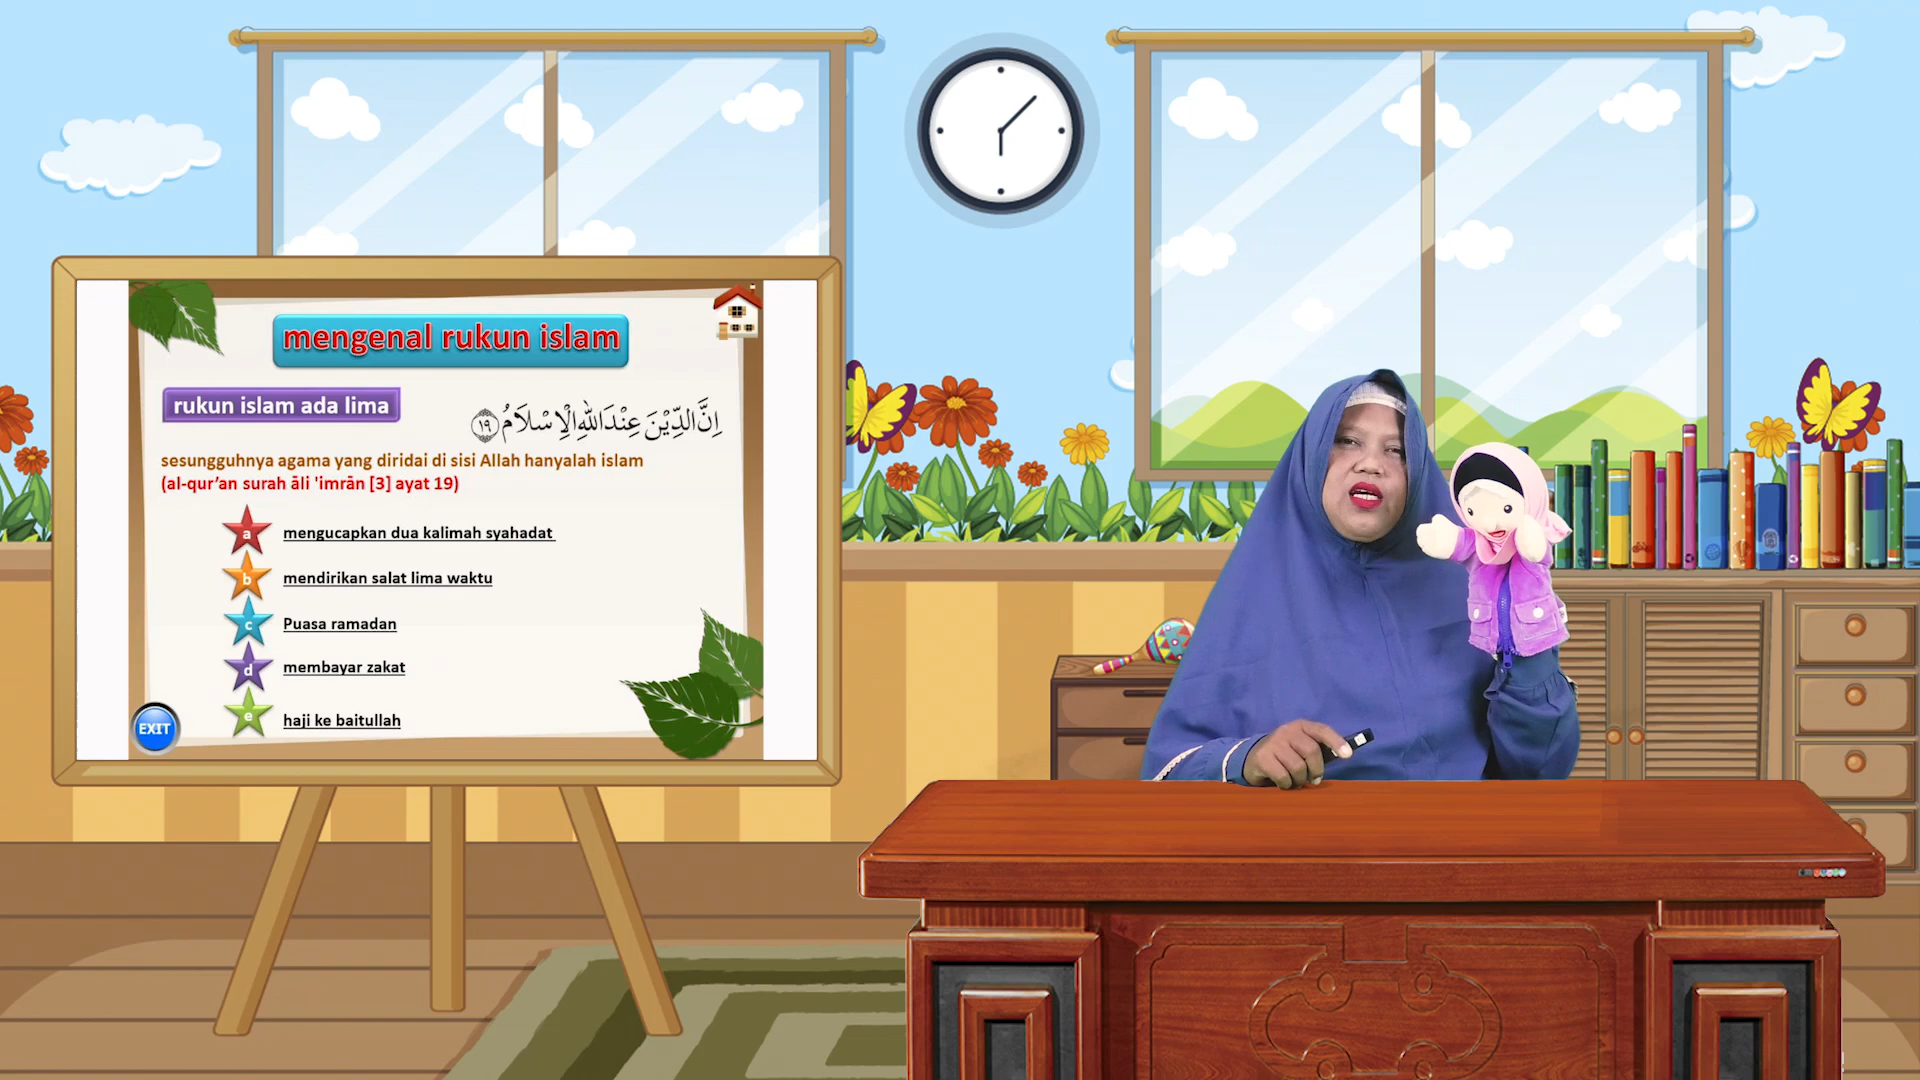 mengenal rukun islam
rukun islam ada lima
اِنَّ الدِّيْنَ عِنْدَ اللّٰهِ الْاِسْلَامُ ۝١٩
sesungguhnya agama yang diridai di sisi Allah hanyalah islam
(al-qur’an surah āli 'imrān [3] ayat 19)
a mengucapkan dua kalimah syahadat
b mendirikan salat lima waktu
c Puasa ramadan
d membayar zakat
e haji ke baitullah
EXIT